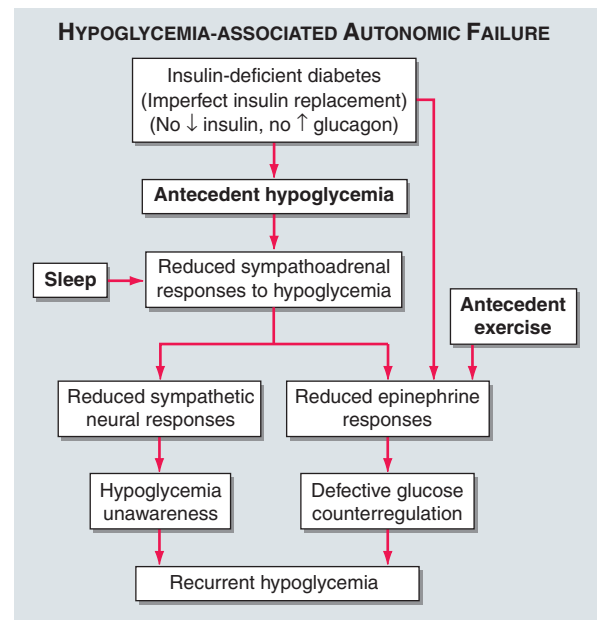 HYPOGLYCEMIA-ASSOCIATED AUTONOMIC FAILURE
Insulin-deficient diabetes
(Imperfect insulin replacement)
(No ↓ insulin, no ↑ glucagon)
Antecedent hypoglycemia
Reduced sympathoadrenal
responses to hypoglycemia
Sleep
Antecedent
exercise
Reduced sympathetic
neural responses
Reduced epinephrine
responses
Hypoglycemia
unawareness
Defective glucose
counterregulation
Recurrent hypoglycemia